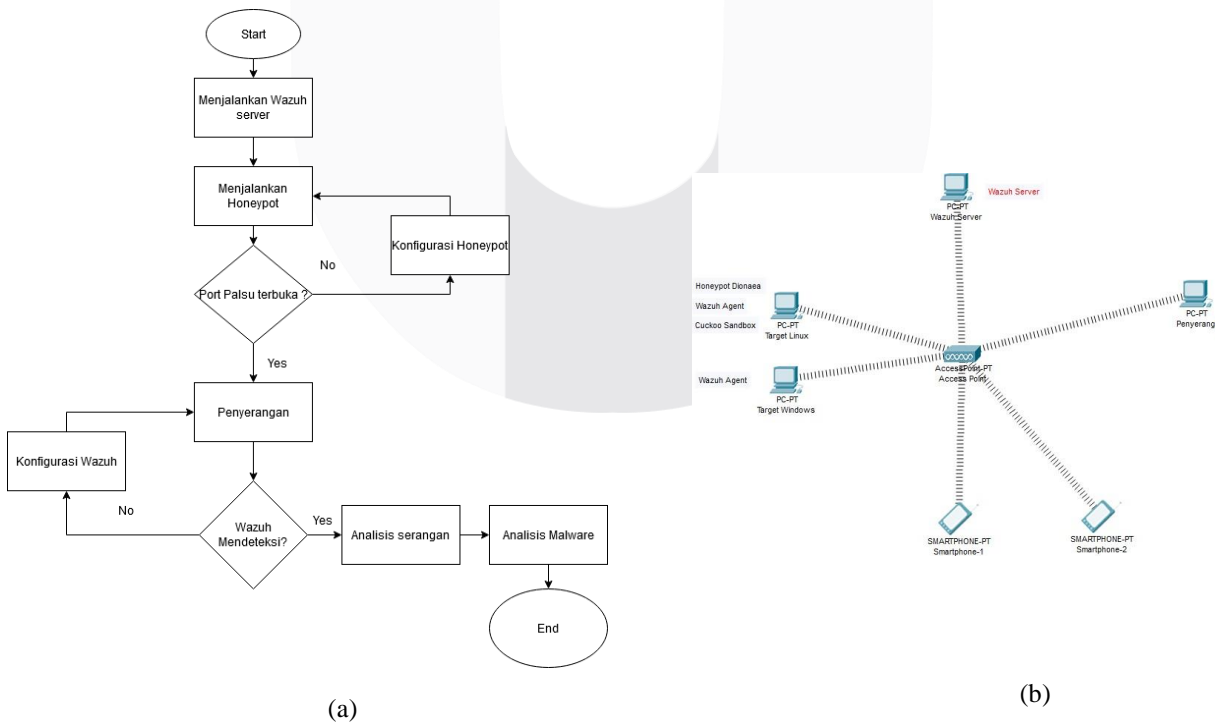 Start
Menjalankan Wazuh
server
Menjalankan
Honeypot
Konfigurasi Honeypot
No
Port Palsu terbuka ?
Yes
Penyerangan
Konfigurasi Wazuh
No
Wazuh
Mendeteksi?
Yes
Analisis serangan
Analisis Malware
End
(a)
Wazuh Server
PC-PT
Wazuh Server
Honeypot Dionaea
Wazuh Agent
Cuckoo Sandbox
PC-PT
Target Linux
PC-PT
Penyerang
AccessPoint-PT
Access Point
Wazuh Agent
PC-PT
Target Windows
SMARTPHONE-PT
Smartphone-1
SMARTPHONE-PT
Smartphone-2
(b)